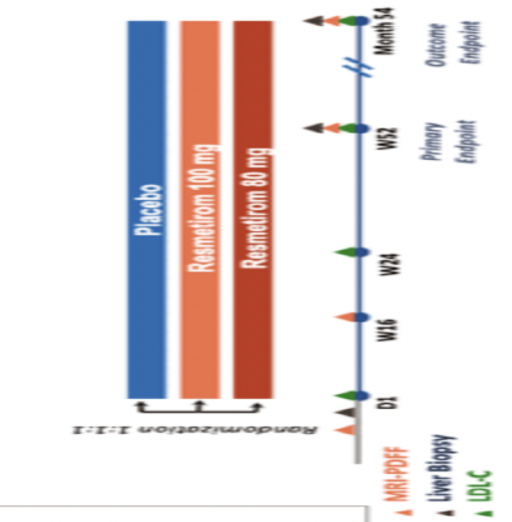 Randomization 1:1:1
Placebo
Resmetirom 100 mg
Resmetirom 80 mg
D1
W16
W24
W52
Month 54
MRI-PDFF
Liver Biopsy
LDL-C
Primary
Endpoint
Outcome
Endpoint